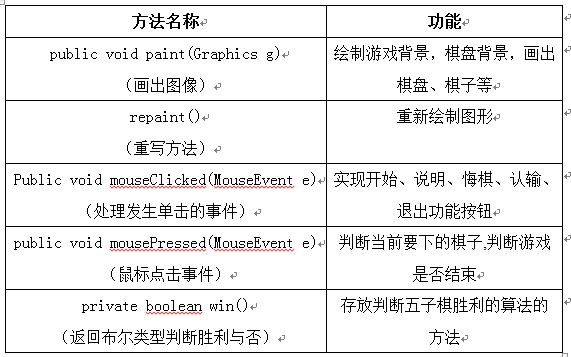 方法名称 功能
public void paint(Graphics g) 绘制游戏背景，棋盘背景，画出
（画出图像） 棋盘、棋子等
repaint() 重新绘制图形
（重写方法）
Public void mouseClicked(MouseEvent e) 实现开始、说明、悔棋、认输、
（处理发生单击的事件） 退出功能按钮
public void mousePressed(MouseEvent e) 判断当前要下的棋子,判断游戏
（鼠标点击事件） 是否结束
private boolean win() 存放判断五子棋胜利的算法的
（返回布尔类型判断胜利与否） 方法